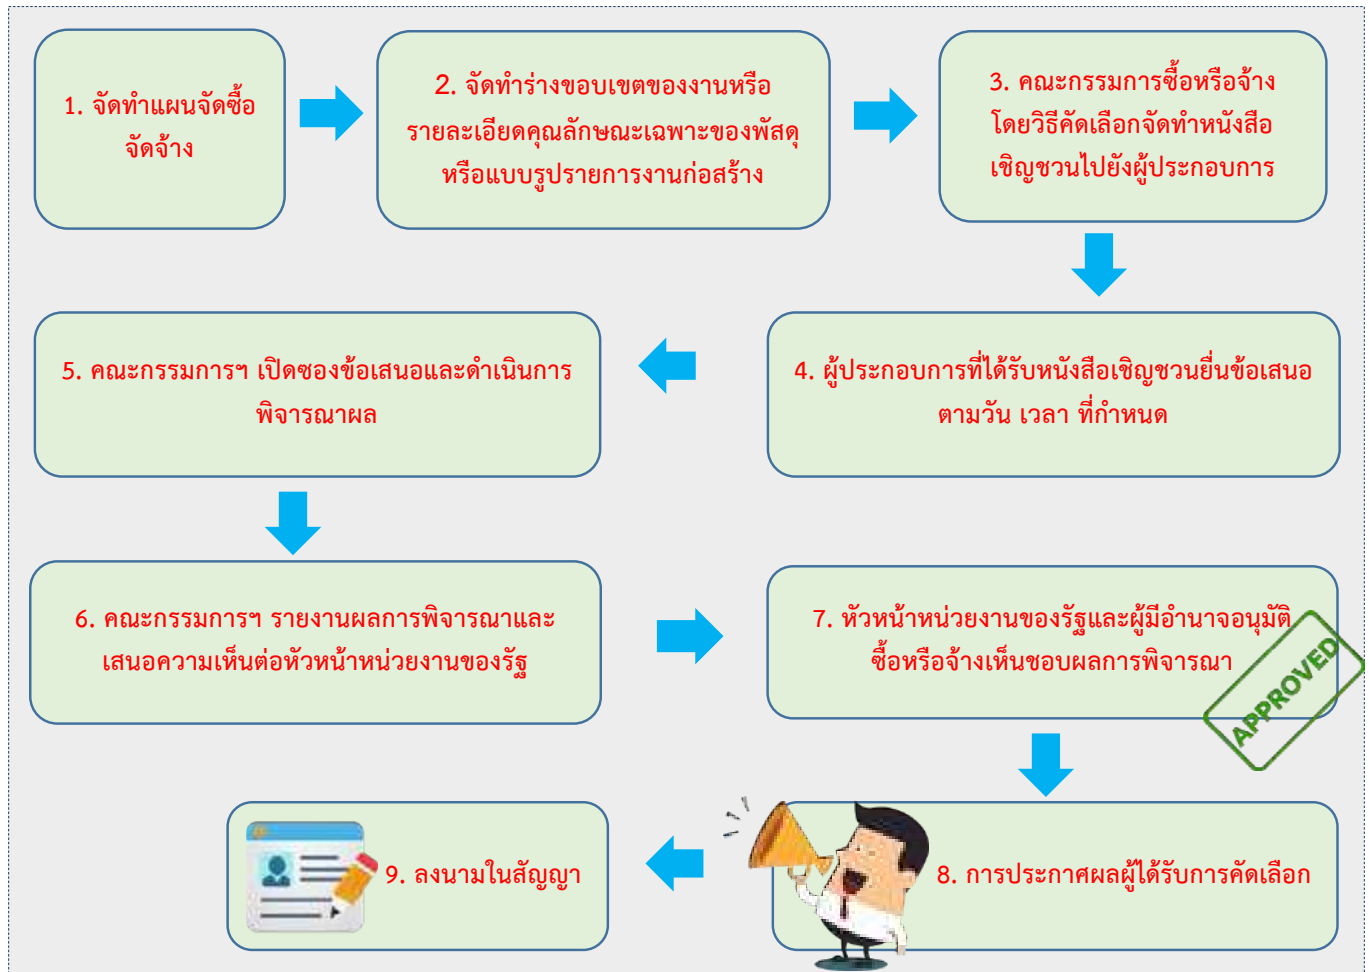 1. จัดทำแผนจัดซื้อ
จัดจ้าง
2. จัดทำร่างขอบเขตของงานหรือ
รายละเอียดคุณลักษณะเฉพาะของพัสดุ
หรือแบบรูปรายการงานก่อสร้าง
3. คณะกรรมการซื้อหรือจ้าง
โดยวิธีคัดเลือกจัดทำหนังสือ
เชิญชวนไปยังผู้ประกอบการ
4. ผู้ประกอบการที่ได้รับหนังสือเชิญชวนยื่นข้อเสนอ
ตามวัน เวลา ที่กำหนด
5. คณะกรรมการฯ เปิดซองข้อเสนอและดำเนินการ
พิจารณาผล
6. คณะกรรมการฯ รายงานผลการพิจารณาและ
เสนอความเห็นต่อหัวหน้าหน่วยงานของรัฐ
7. หัวหน้าหน่วยงานของรัฐและผู้มีอำนาจอนุมัติ
ซื้อหรือจ้างเห็นชอบผลการพิจารณา
APPROVED
8. การประกาศผลผู้ได้รับการคัดเลือก
9. ลงนามในสัญญา